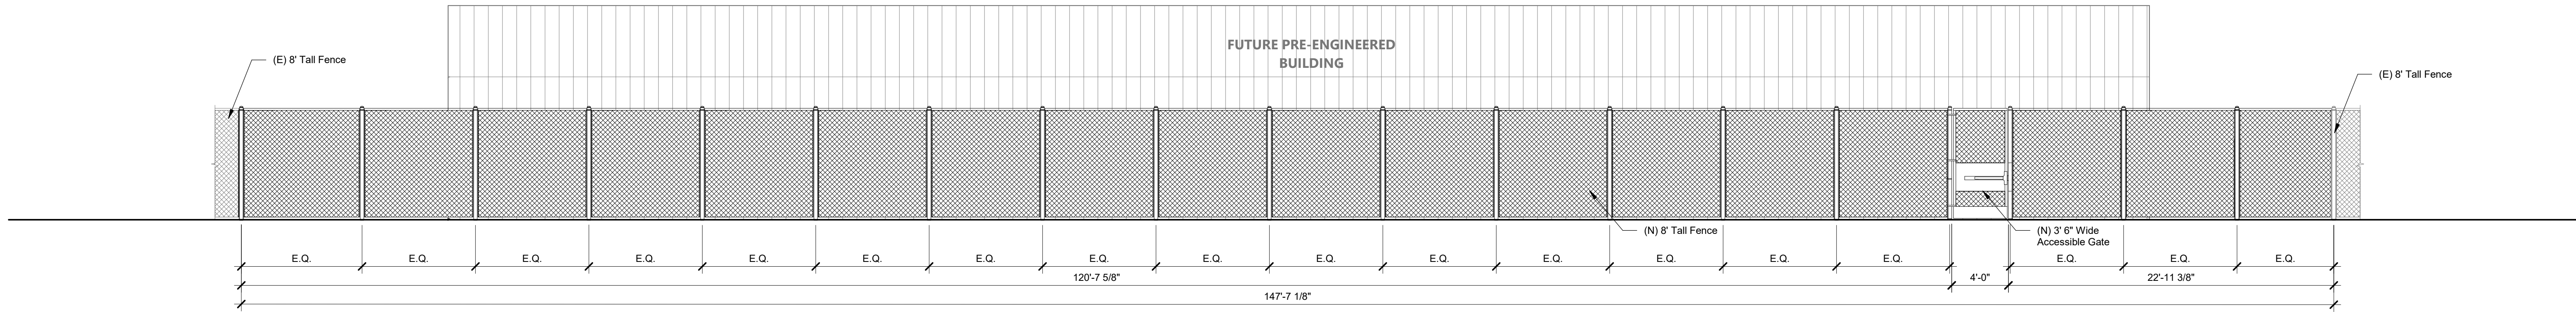 FUTURE PRE-ENGINEERED
BUILDING
(E) 8' Tall Fence
(E) 8' Tall Fence
(N) 8' Tall Fence
(N) 3' 6" Wide
Accessible Gate
E.Q. E.Q. E.Q. E.Q. E.Q. E.Q. E.Q. E.Q. E.Q. E.Q. E.Q. E.Q. E.Q. E.Q. E.Q. E.Q. E.Q. E.Q.
120'-7 5/8" 4'-0" 22'-11 3/8"
147'-7 1/8"